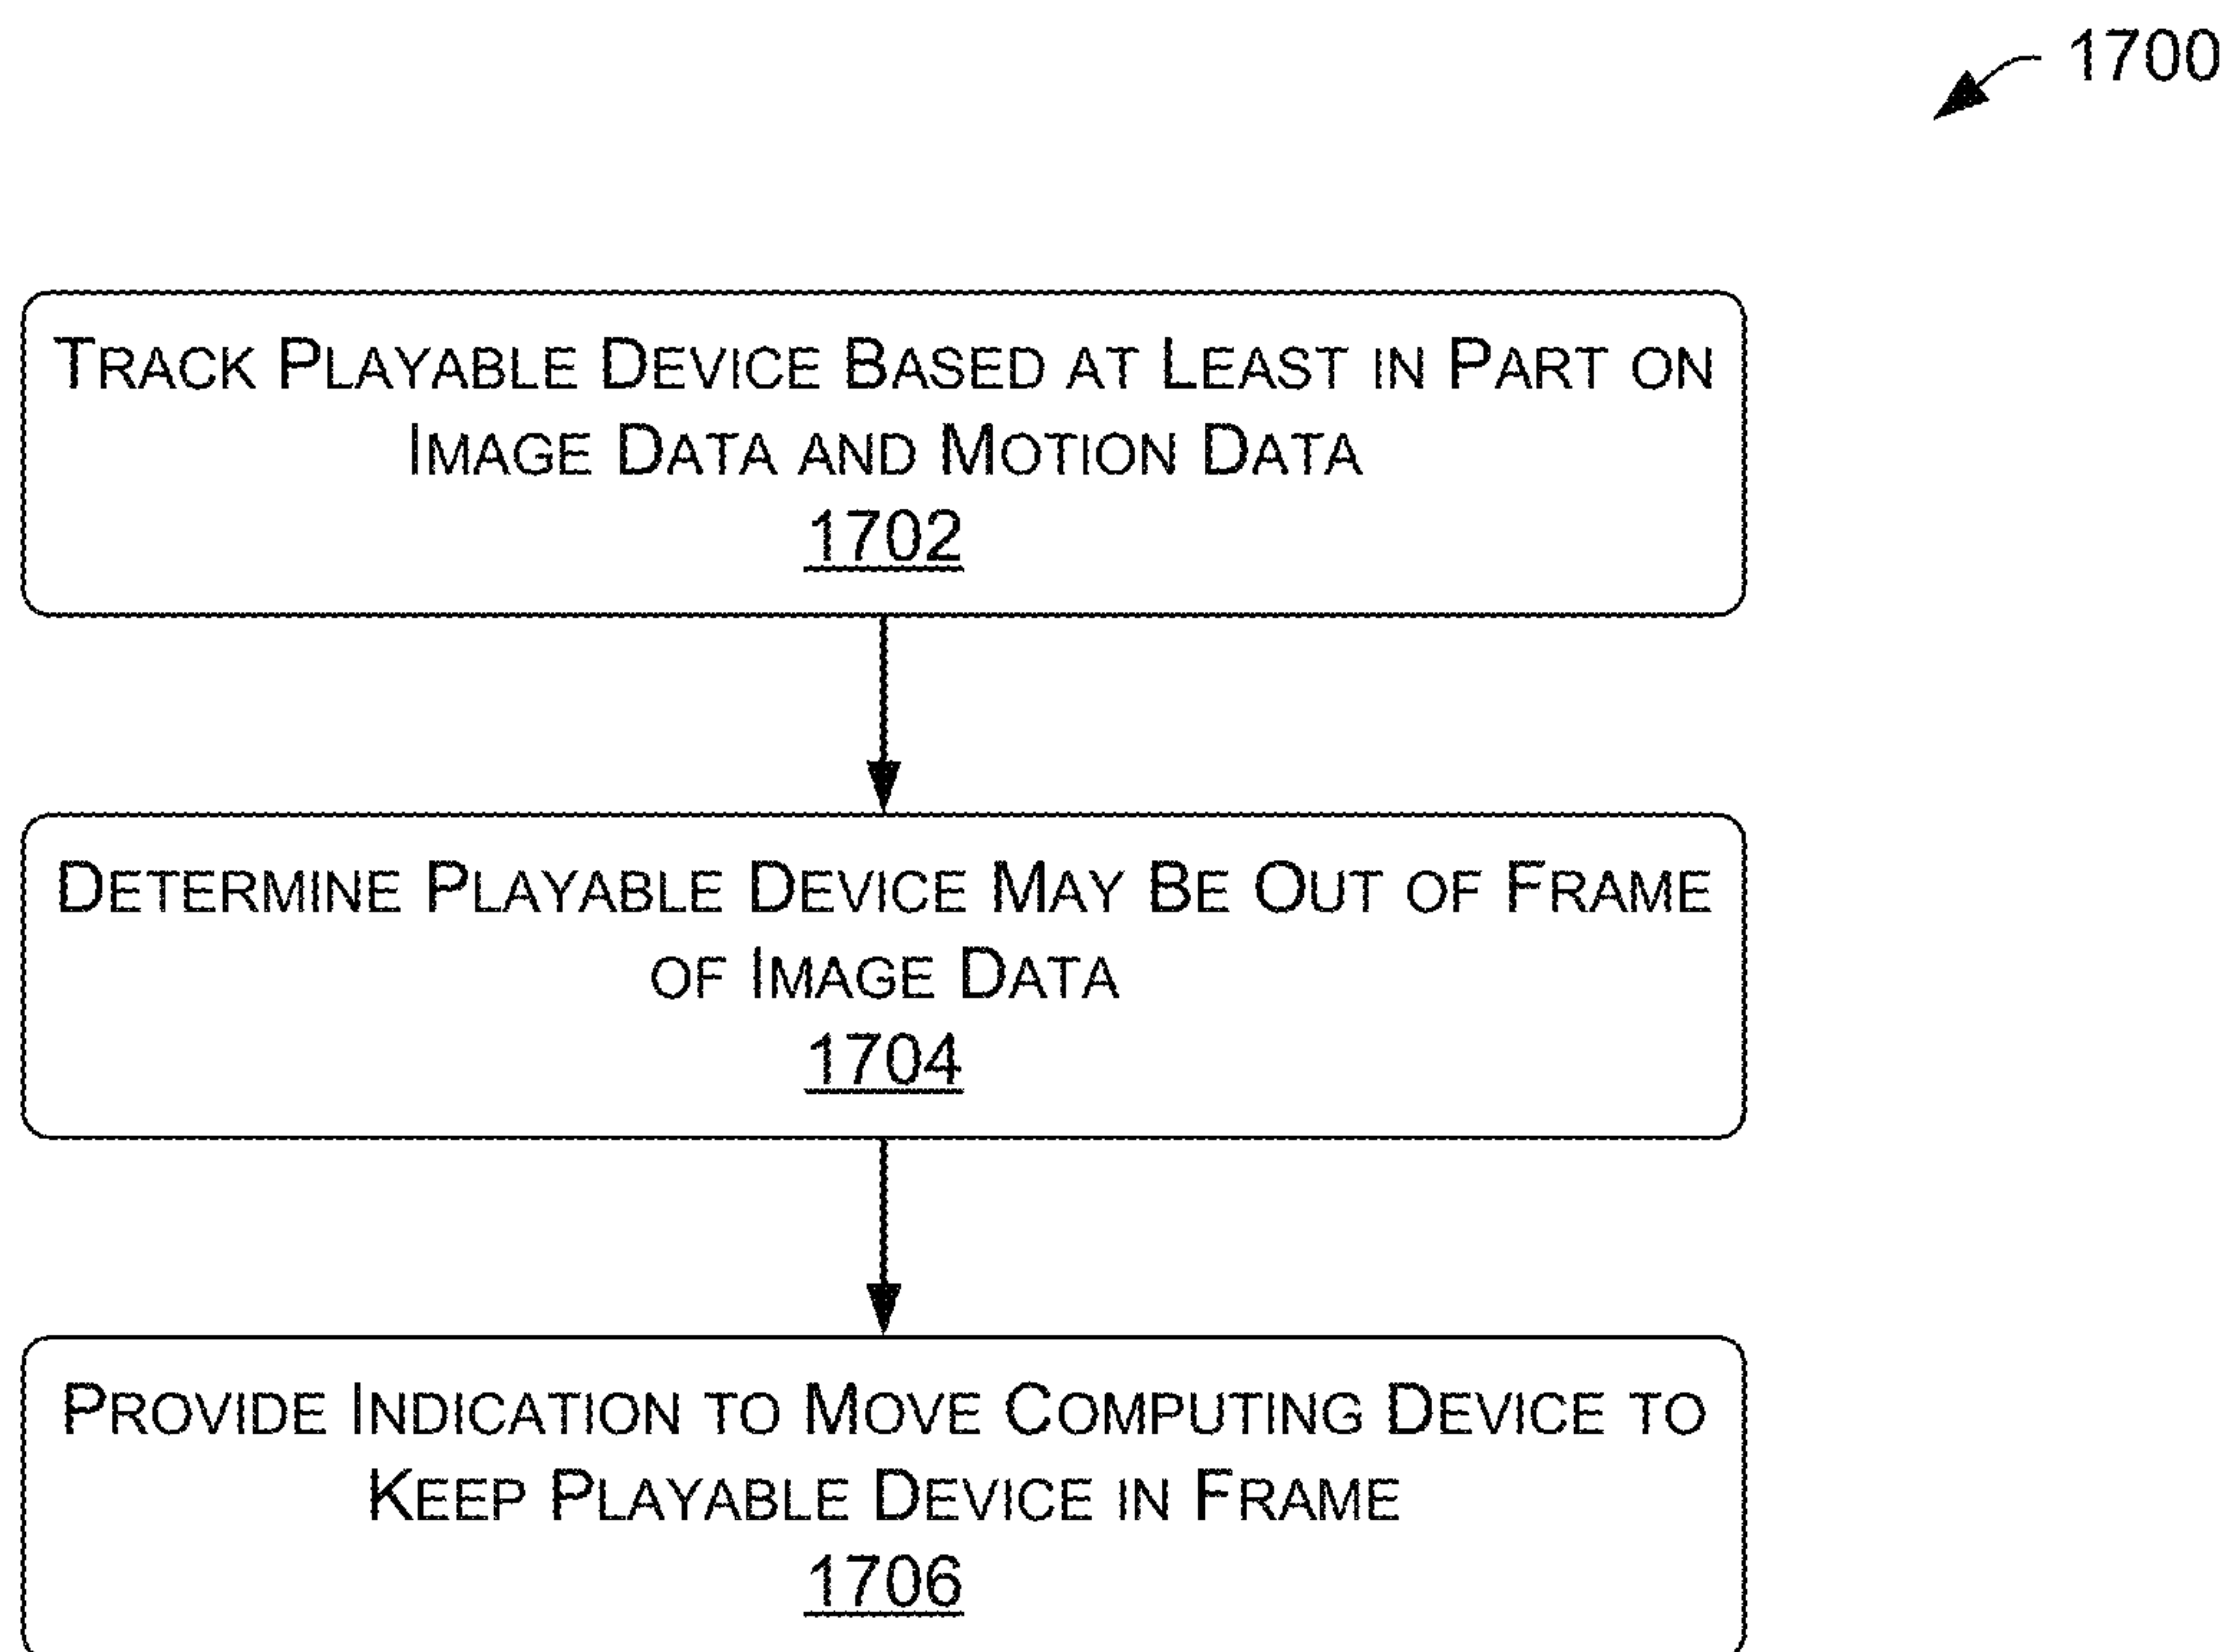 1700
TRACK PLAYABLE DEVICE BASED AT LEAST IN PART ON
IMAGE DATA AND MOTION DATA
1702
DETERMINE PLAYABLE DEVICE MAY BE OUT OF FRAME
OF IMAGE DATA
1704
PROVIDE INDICATION TO MOVE COMPUTING DEVICE TO
KEEP PLAYABLE DEVICE IN FRAME
1706